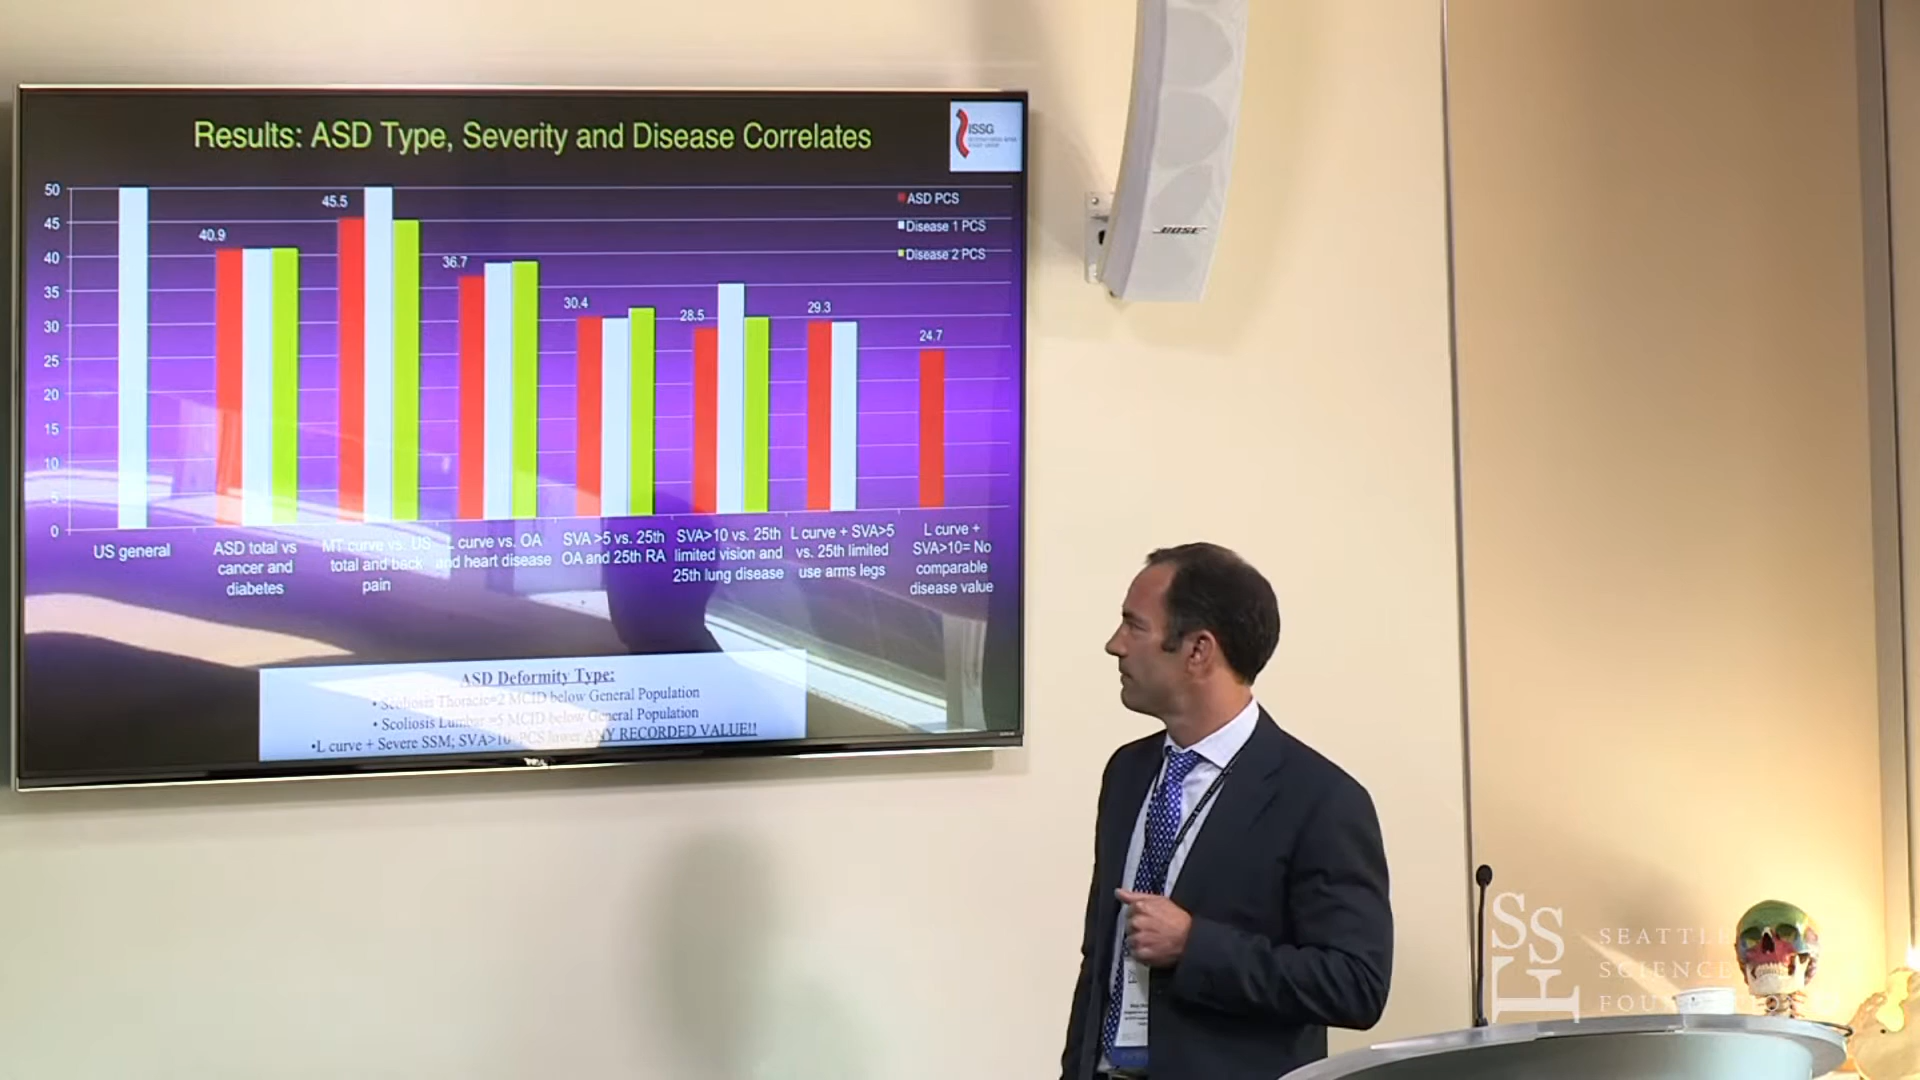 Results: ASD Type, Severity and Disease Correlates
ISSG
ASD PCS
Disease 1 PCS
Disease 2 PCS
50
45
40
35
30
25
20
15
10
5
0
40.9
45.5
36.7
30.4
28.5
29.3
24.7
US general
ASD total vs
cancer and
diabetes
MT curve vs. US
total and back
pain
L curve vs. OA
and heart disease
SVA >5 vs. 25th
OA and 25th RA
SVA>10 vs. 25th
limited vision and
25th lung disease
L curve + SVA>5
vs. 25th limited
use arms legs
L curve +
SVA>10= No
comparable
disease value
ASD Deformity Type:
• Scoliosis Thoracic=2 MCID below General Population
• Scoliosis Lumbar =5 MCID below General Population
•L curve + Severe SSM; SVA>10 PCS lower ANY RECORDED VALUE!!
BOSE
SSF
SEATTLE
SCIENCE
FOUNDATION